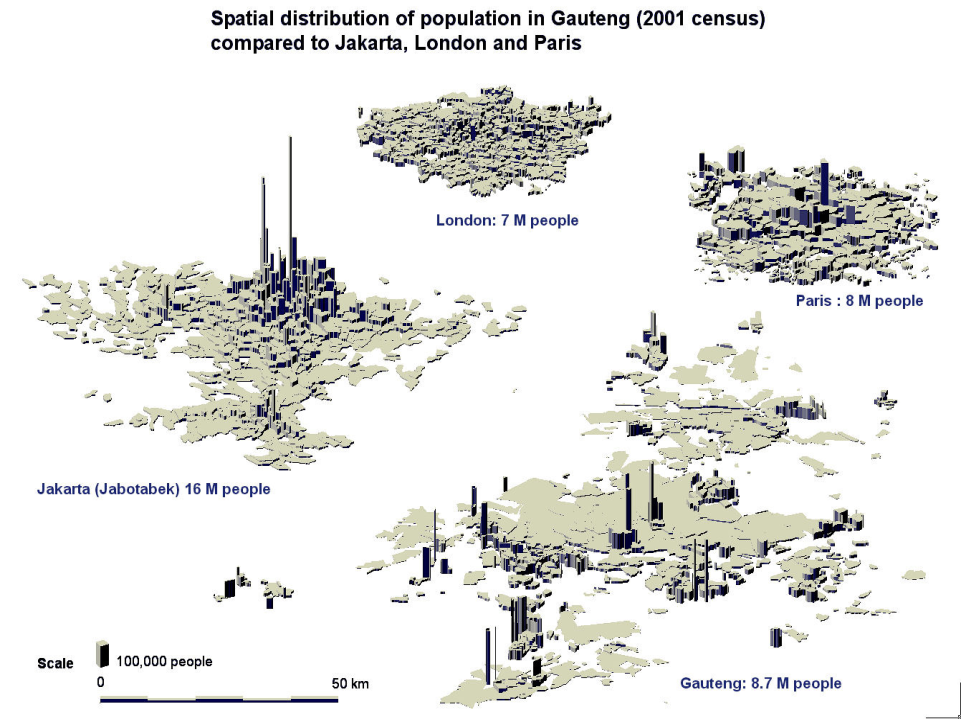 Spatial distribution of population in Gauteng (2001 census)
compared to Jakarta, London and Paris
London: 7 M people
Paris : 8 M people
Jakarta (Jabotabek) 16 M people
Scale
100,000 people
0
50 km
Gauteng: 8.7 M people